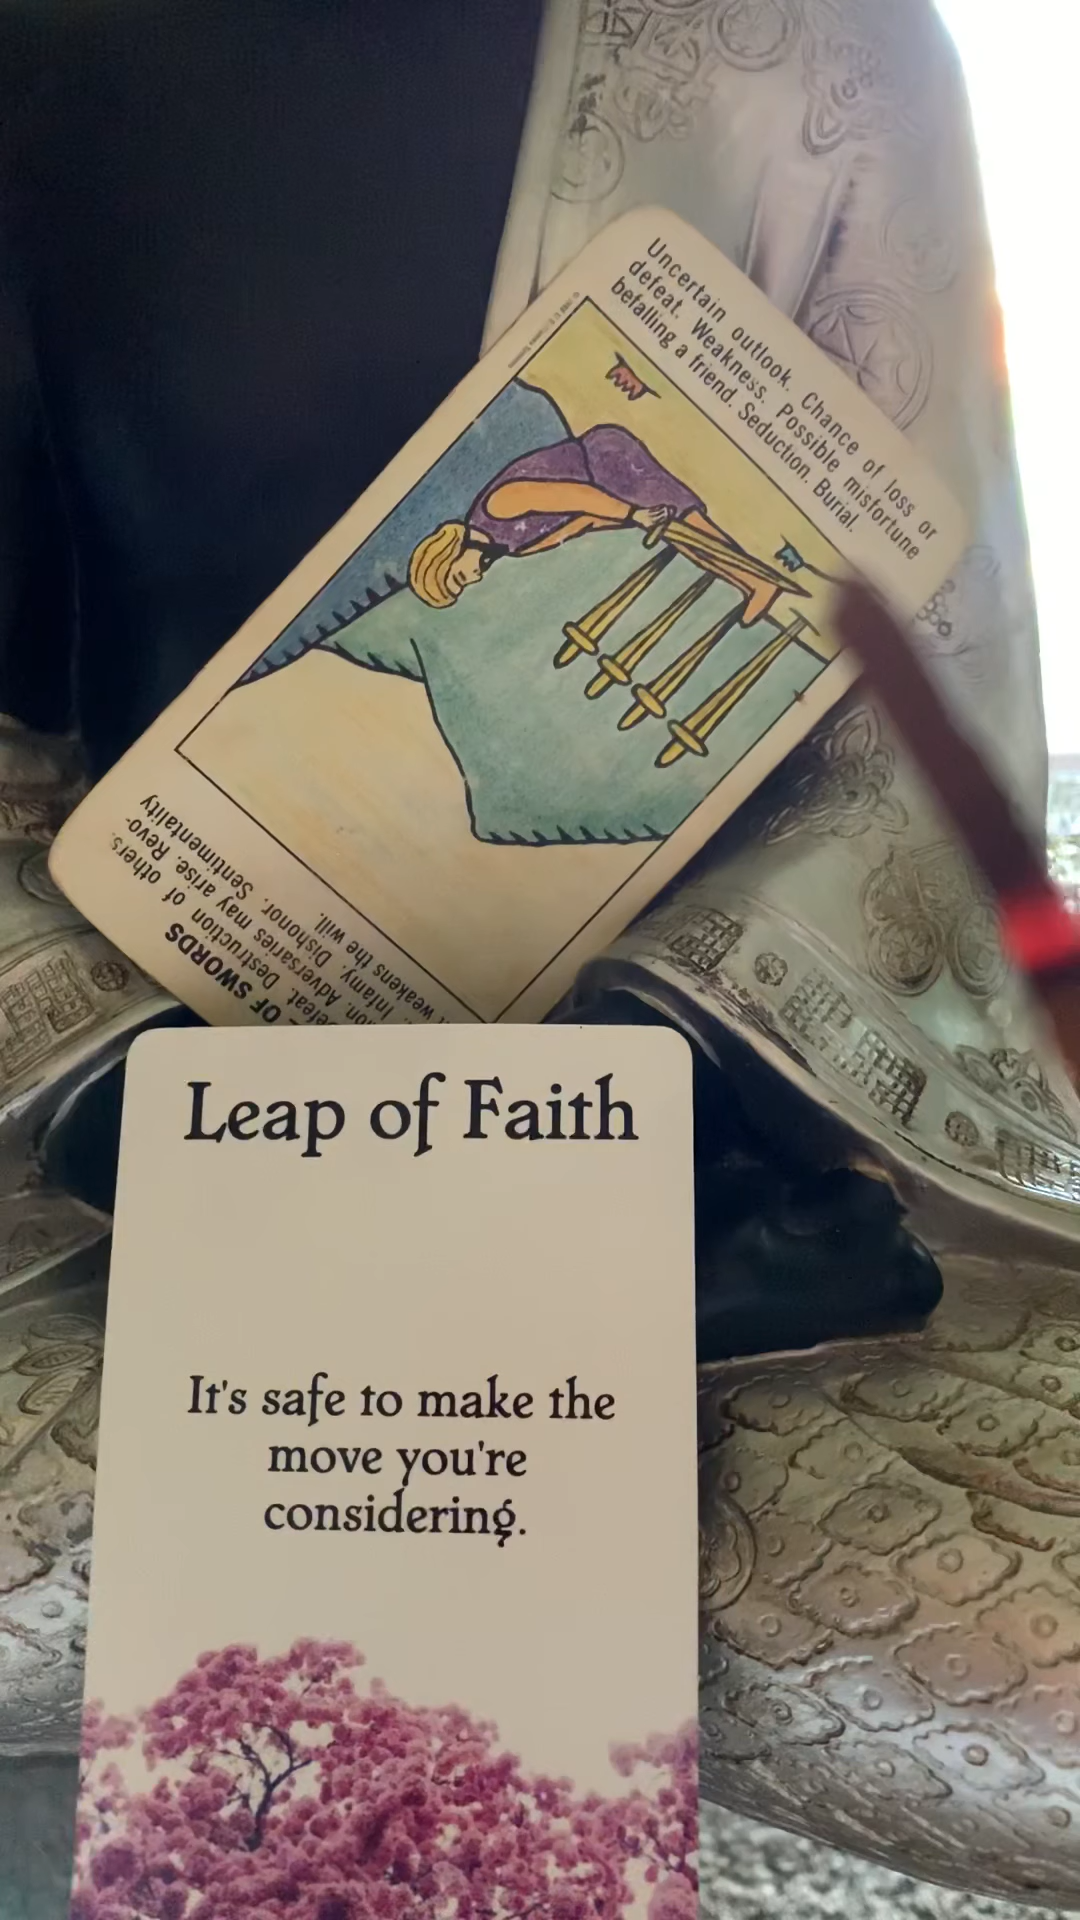 Uncertain outlook. Chance of loss or
defeat. Weakness. Possible misfortune
befalling a friend. Seduction. Burial.
OF SWORDS
Defeat. Destruction of others.
Infamy. Adversaries may arise. Revo-
Dishonor. Sentimentality
weakens the will.
Leap of Faith
It's safe to make the
move you're
considering.